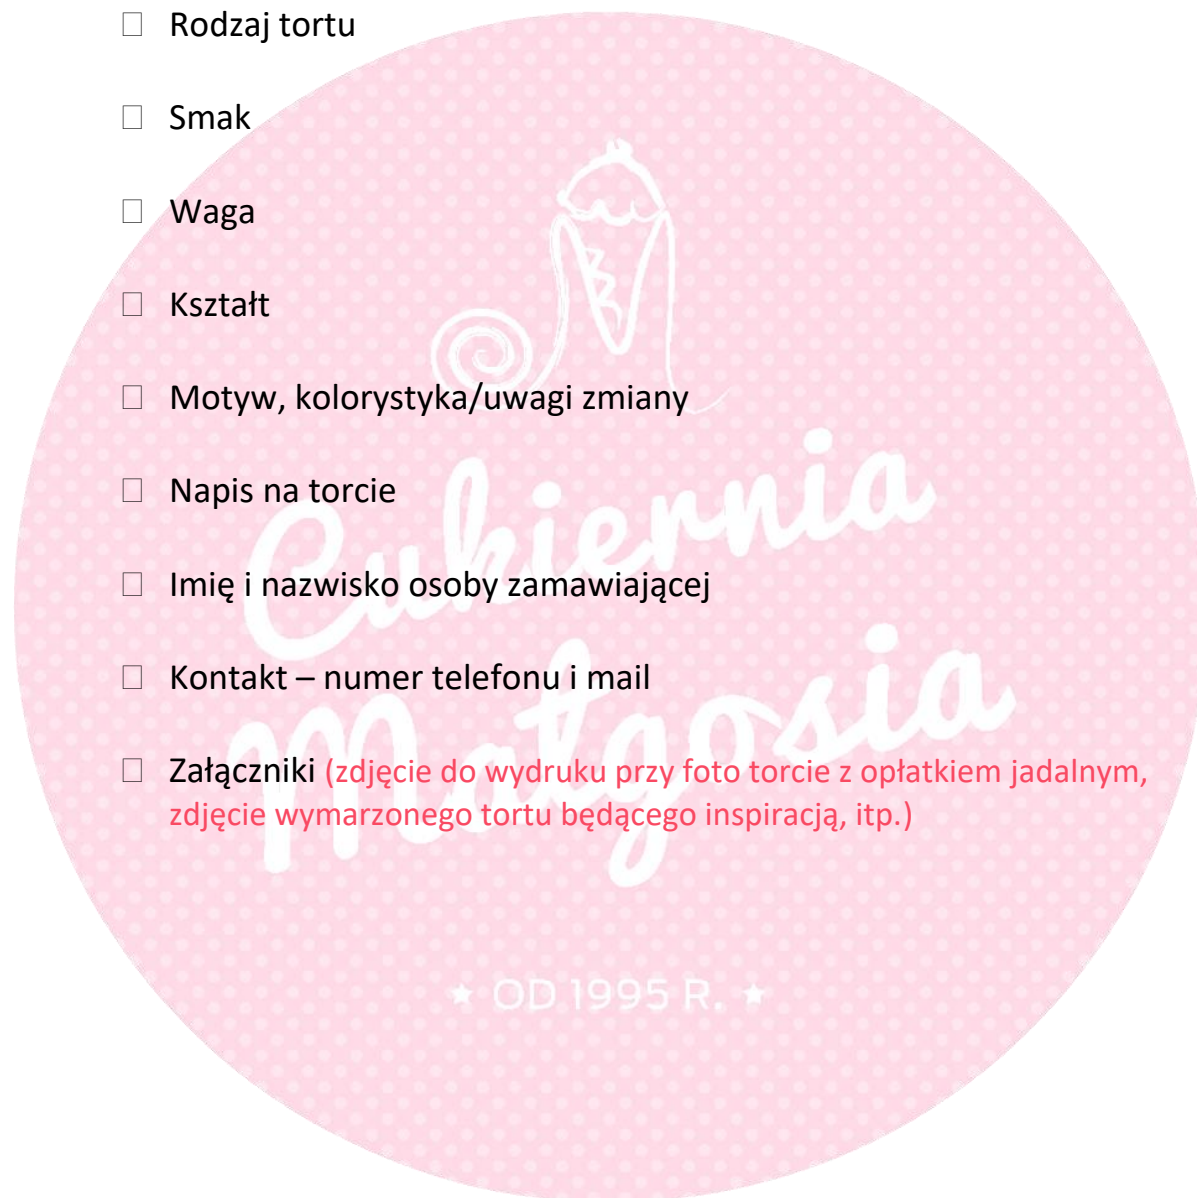 Rodzaj tortu
Smak
Waga
Kształt
Motyw, kolorystyka/uwagi zmiany
Napis na torcie
Imię i nazwisko osoby zamawiającej
Kontakt – numer telefonu i mail
Załączniki (zdjęcie do wydruku przy foto torcie z opłatkiem jadalnym,
zdjęcie wymarzonego tortu będącego inspiracją, itp.)
Cukiernia
Małgosia
★ OD 1995 R. ★